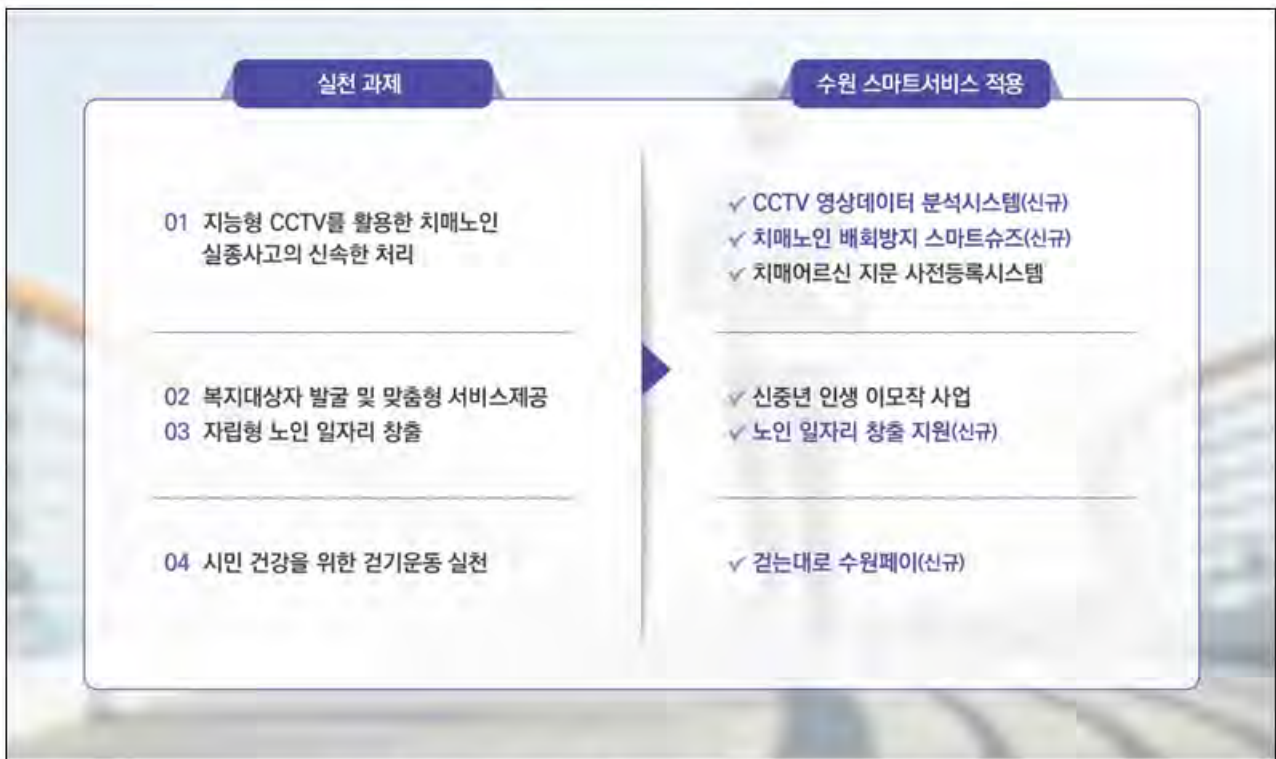 실천 과제
01 지능형 CCTV를 활용한 치매노인
실종사고의 신속한 처리
02 복지대상자 발굴 및 맞춤형 서비스제공
03 자립형 노인 일자리 창출
04 시민 건강을 위한 걷기운동 실천
수원 스마트서비스 적용
✓ CCTV 영상데이터 분석시스템(신규)
✓ 치매노인 배회방지 스마트슈즈(신규)
✓ 치매어르신 지문 사전등록시스템
✓ 신중년 인생 이모작 사업
✓ 노인 일자리 창출 지원(신규)
✓ 걷는대로 수원페이(신규)